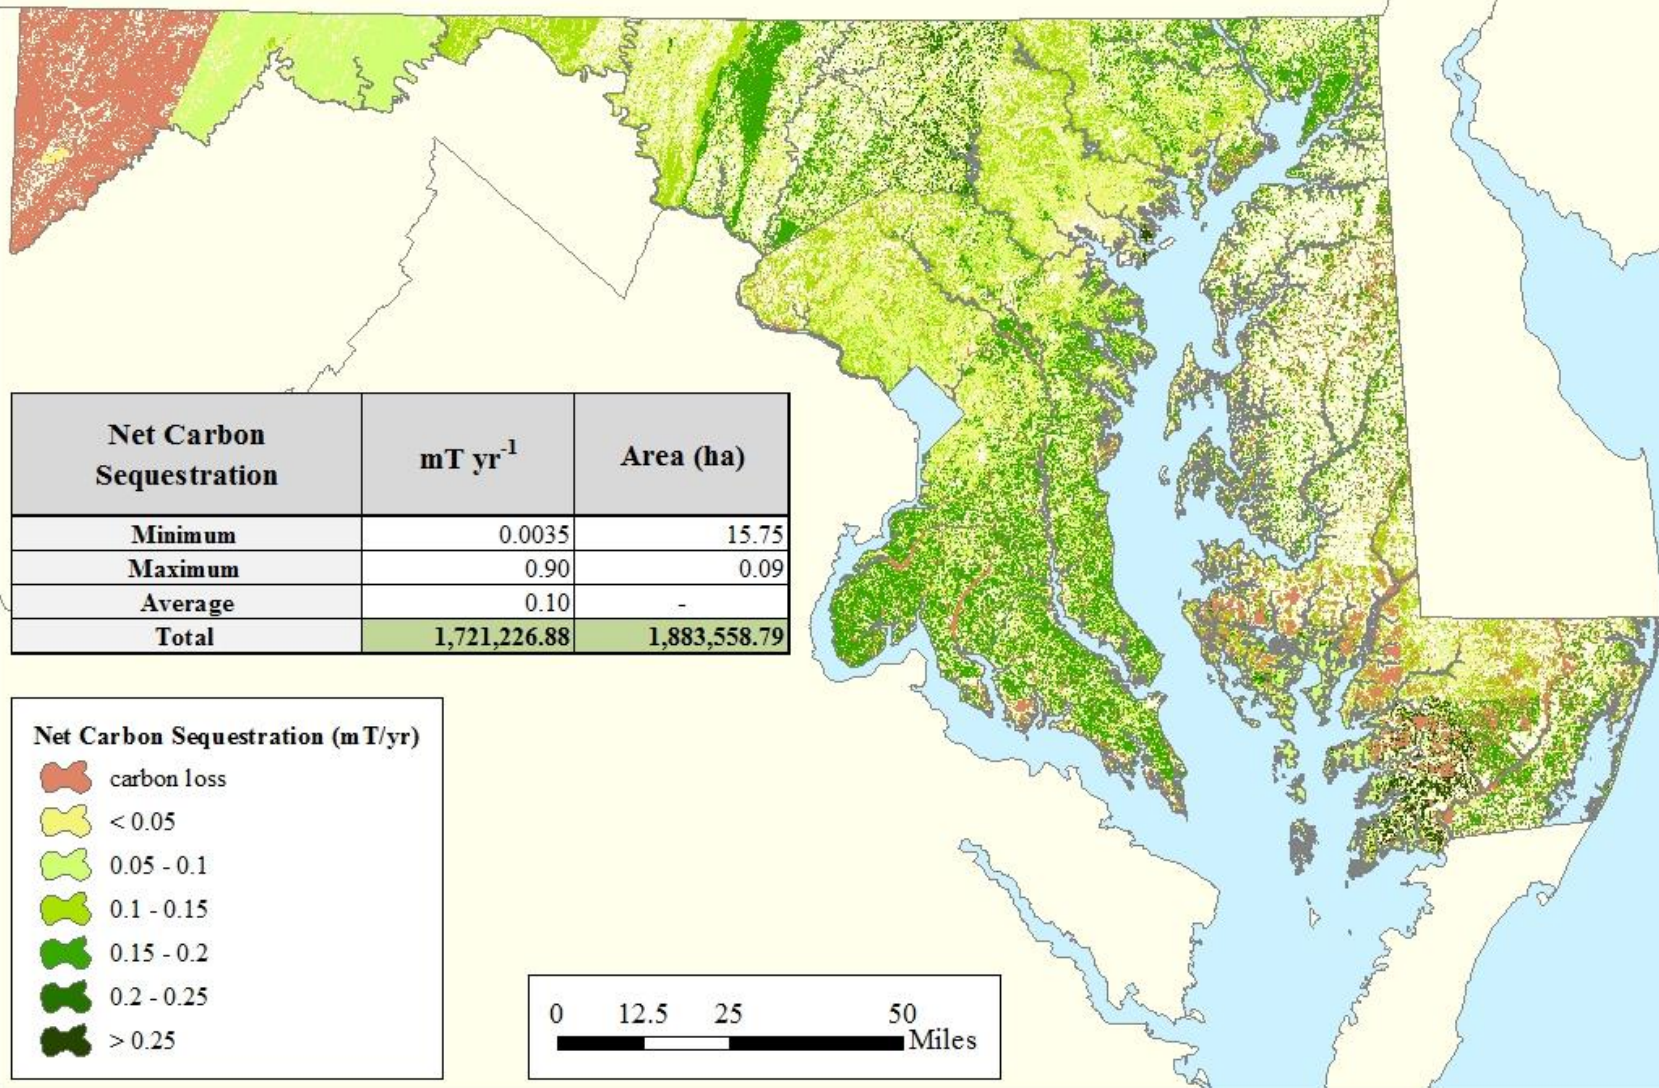 Net Carbon Sequestration mT yr-1 Area (ha)
Minimum 0.0035 15.75
Maximum 0.90 0.09
Average 0.10 -
Total 1,721,226.88 1,883,558.79
Net Carbon Sequestration (mT/yr)
carbon loss
< 0.05
0.05 - 0.1
0.1 - 0.15
0.15 - 0.2
0.2 - 0.25
> 0.25
0 12.5 25 50
Miles